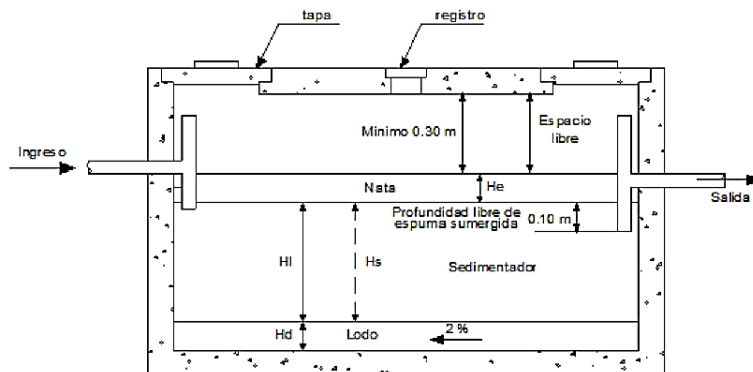 tapa
registro
Minimo 0.30 m
Espacio
libre
Ingreso
Nata
He
Salida
Profundidad libre de
espuma sumergida
0.10 m
Hl
Hs
Sedimentador
Hd
Lodo
2 %